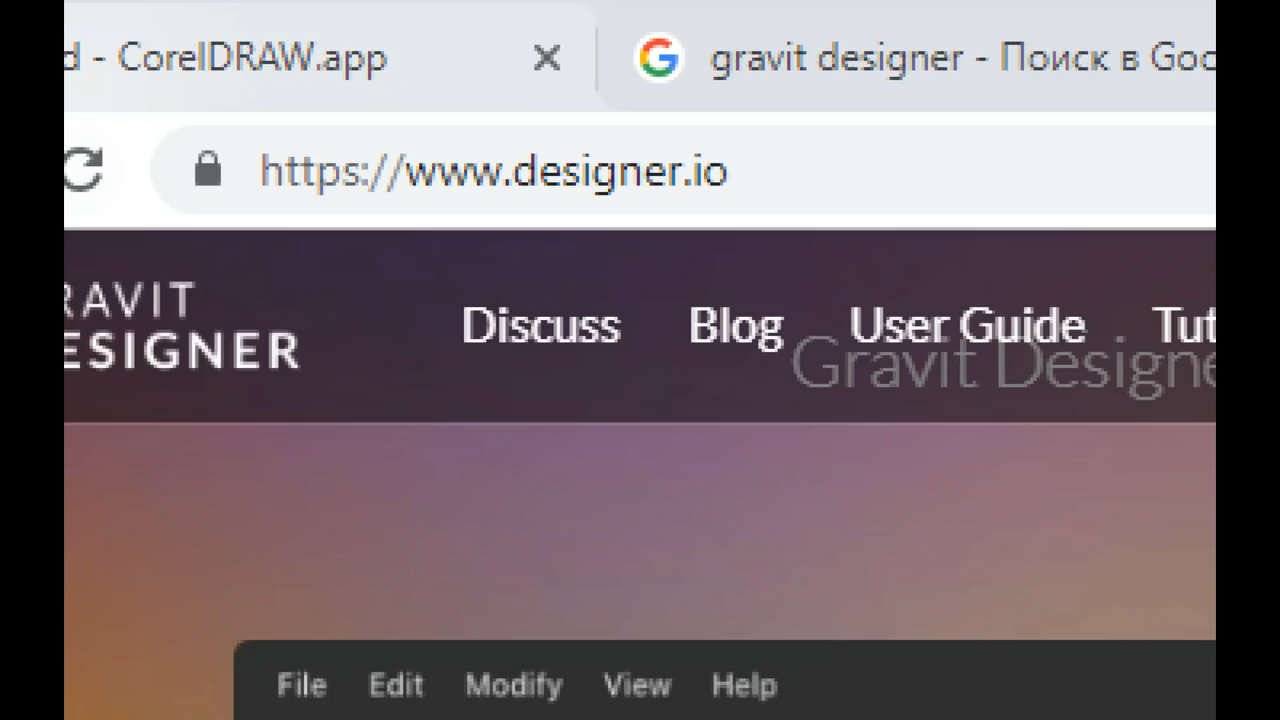 d - CorelDRAW.app
gravit designer - Поиск в Goo
https://www.designer.io
RAVIT
ESIGNER
Discuss Blog User Guide Tut
Gravit Designe
File Edit Modify View Help